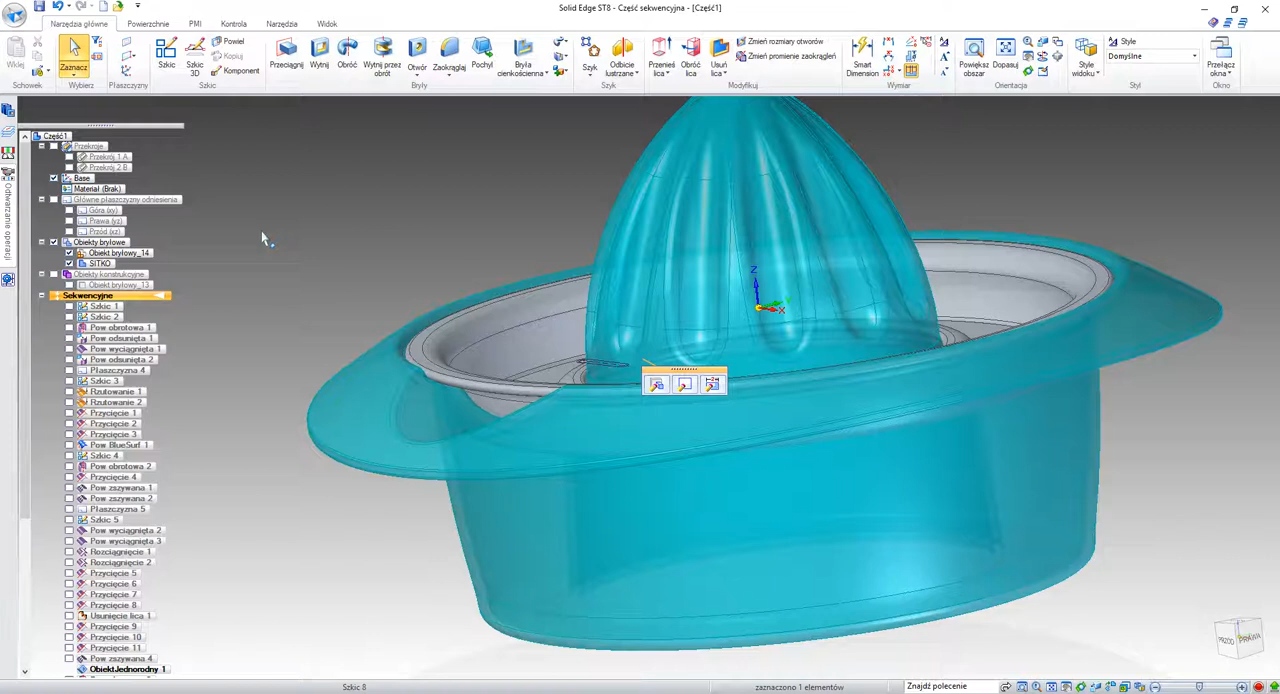 Solid Edge ST8 - Część sekwencyjna - [Część1]
Narzędzia główne
Powierzchnie
PMI
Kontrola
Narzędzia
Widok
Wklej
Zaznacz
Szkic
Szkic 3D
Powiel
Kopiuj
Komponent
Przeciągnij
Wytnij
Obróć
Wytnij przez obrót
Otwór
Zaokrąglaj
Pochyl
Bryła cienkościenna
Szyk
Odbicie lustrzane
Przenieś lica
Obróć lica
Usuń lica
Zmień rozmiary otworów
Zmień promienie zaokrągleń
Smart Dimension
Powiększ obszar
Dopasuj
Style widoku
Style
Domyślne
Przełącz okna
Schowek
Wybierz
Płaszczyzny
Szkic
Bryły
Szyk
Modyfikuj
Wymiar
Orientacja
Styl
Okno
Odtwarzanie operacji
Część1
Przekroje
Przekrój 1 A
Przekrój 2 B
Base
Materiał (Brak)
Główne płaszczyzny odniesienia
Góra (xy)
Prawa (yz)
Przód (xz)
Obiekty bryłowe
Obiekt bryłowy_14
SITKO
Obiekty konstrukcyjne
Obiekt bryłowy_13
Sekwencyjne
Szkic 1
Szkic 2
Pow obrotowa 1
Pow odsunięta 1
Pow wyciągnięta 1
Pow odsunięta 2
Płaszczyzna 4
Szkic 3
Rzutowanie 1
Rzutowanie 2
Przycięcie 1
Przycięcie 2
Przycięcie 3
Pow BlueSurf 1
Szkic 4
Pow obrotowa 2
Przycięcie 4
Pow zszywana 1
Pow zszywana 2
Płaszczyzna 5
Szkic 5
Pow wyciągnięta 2
Pow wyciągnięta 3
Rozciągnięcie 1
Rozciągnięcie 2
Przycięcie 5
Przycięcie 6
Przycięcie 7
Przycięcie 8
Usunięcie lica 1
Przycięcie 9
Przycięcie 10
Przycięcie 11
Pow zszywana 4
ObiektJednorodny 1
Z
Y
X
PRZÓD
PRAWA
Szkic 8
zaznaczono 1 elementów
Znajdź polecenie